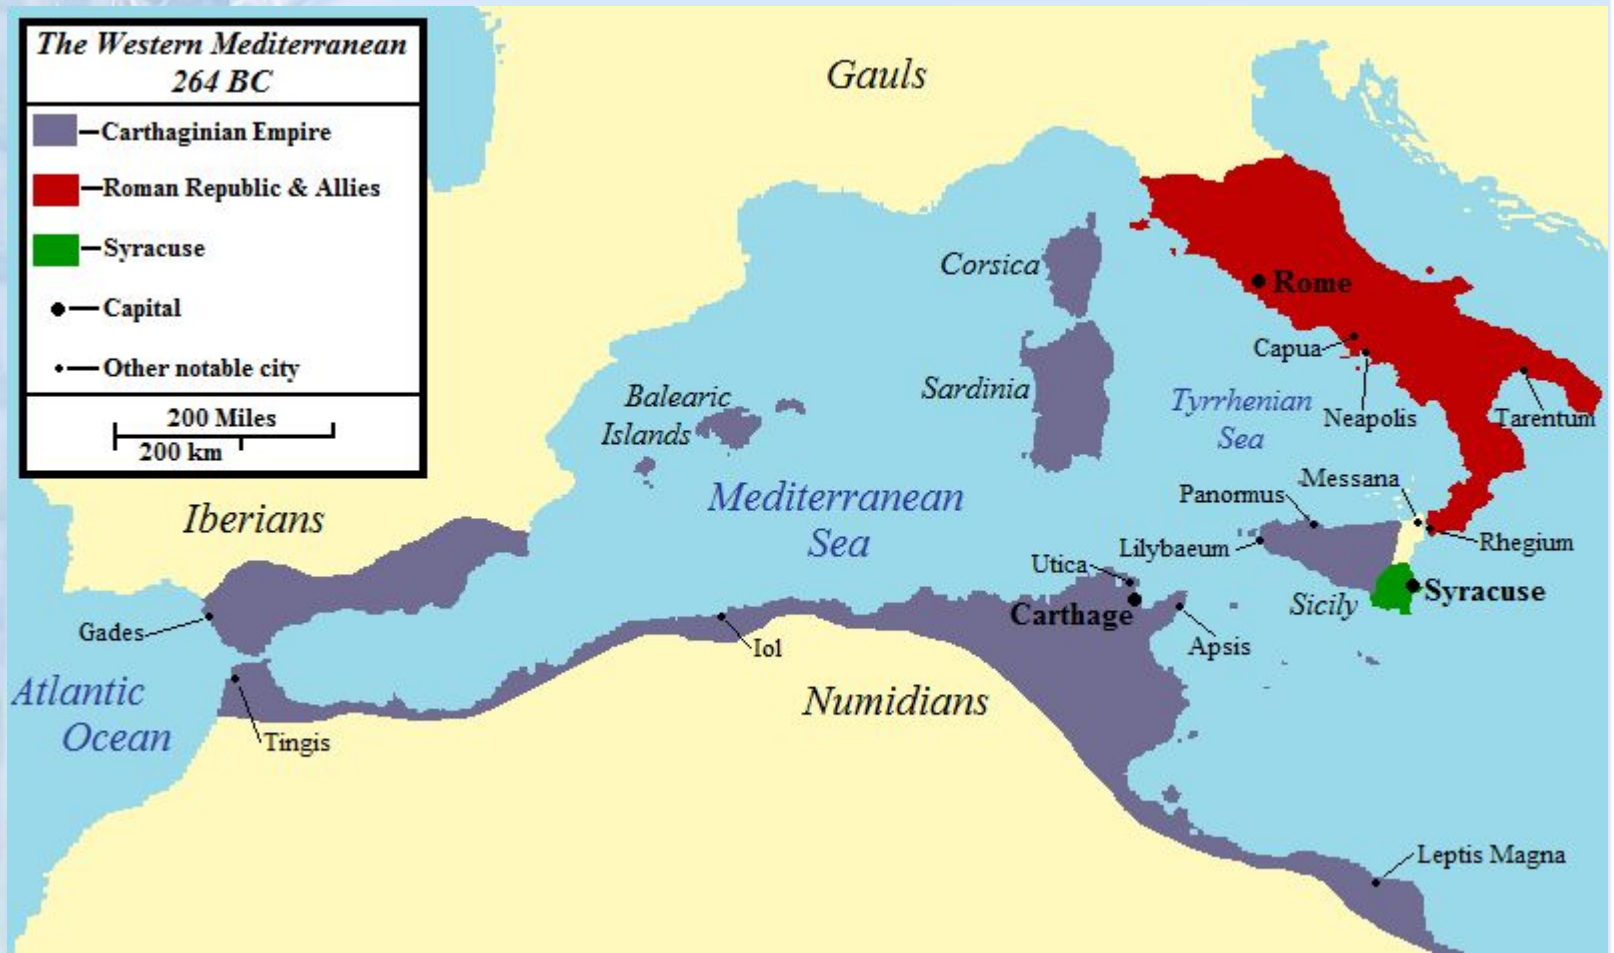 The Western Mediterranean
264 BC
Carthaginian Empire
Roman Republic & Allies
Syracuse
Capital
Other notable city
200 Miles
200 km
Gauls
Corsica
Rome
Capua
Sardinia
Balearic
Islands
Tyrrhenian
Sea
Neapolis
Tarentum
Messana
Panormus
Iberians
Mediterranean
Sea
Lilybaeum
Rhegium
Utica
Syracuse
Sicily
Carthage
Gades
Iol
Apsis
Atlantic
Ocean
Numidians
Tingis
Leptis Magna